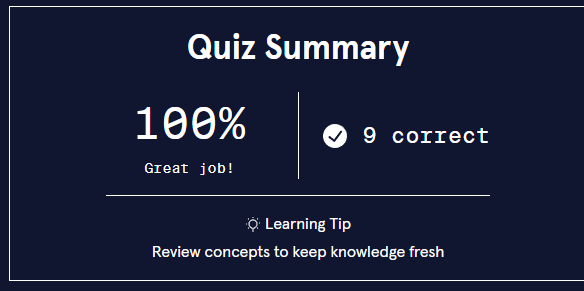 Quiz Summary
100%
Great job!
9 correct
Learning Tip
Review concepts to keep knowledge fresh